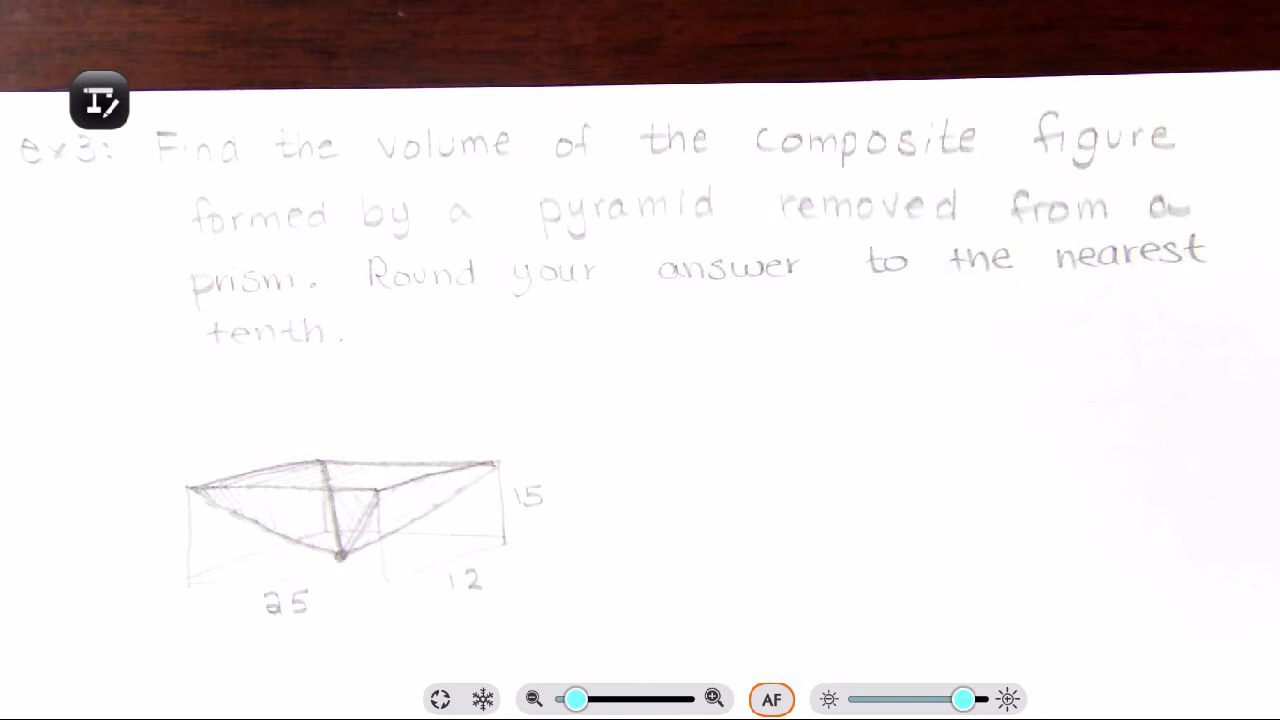 ex3: Find the volume of the composite figure
formed by a pyramid removed from a
prism. Round your answer to the nearest
tenth.
15
12
25
AF